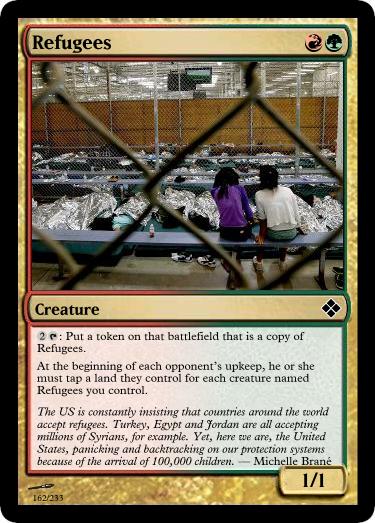 Refugees
Creature
2 T: Put a token on that battlefield that is a copy of
Refugees.
At the beginning of each opponent's upkeep, he or she
must tap a land they control for each creature named
Refugees you control.
The US is constantly insisting that countries around the world
accept refugees. Turkey, Egypt and Jordan are all accepting
millions of Syrians, for example. Yet, here we are, the United
States, panicking and backtracking on our protection systems
because of the arrival of 100,000 children. — Michelle Brané
1/1
162/233